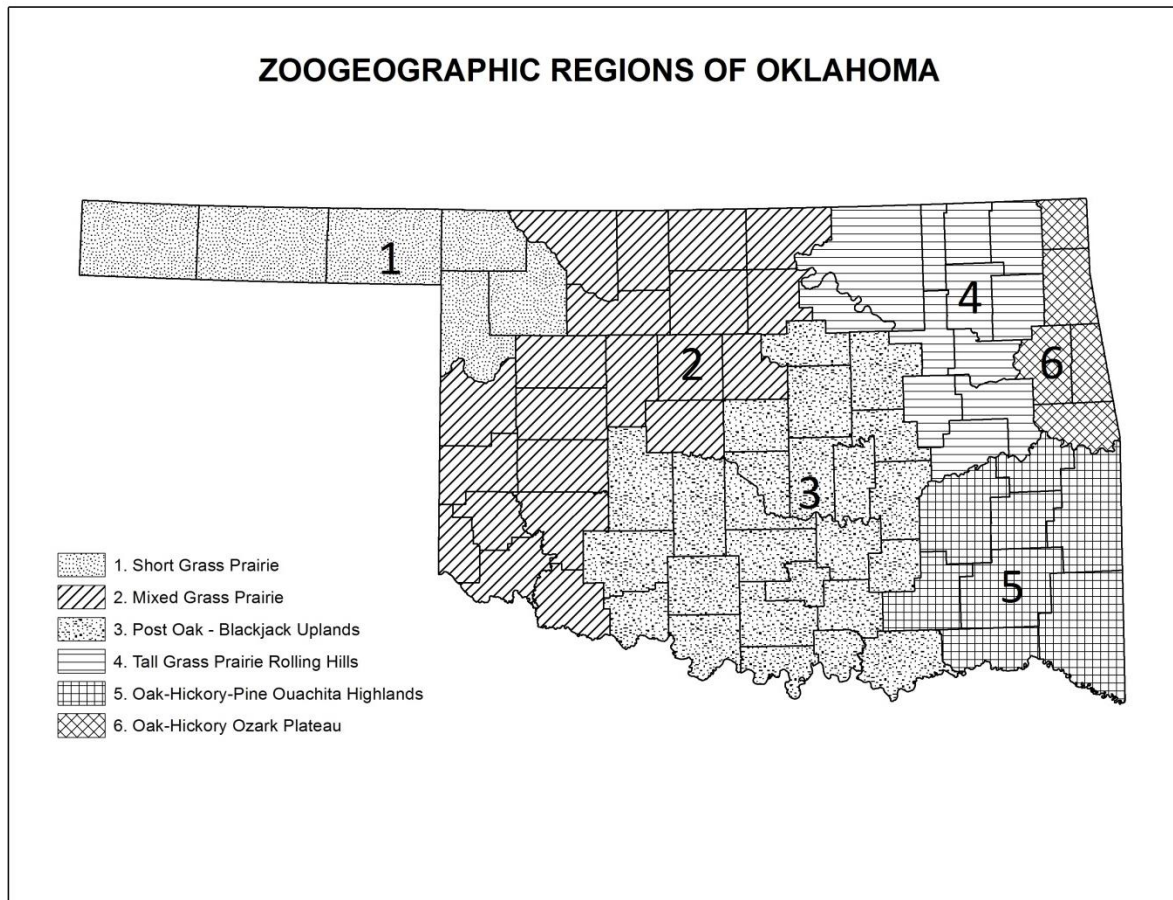 ZOOGEOGRAPHIC REGIONS OF OKLAHOMA
1
2
3
4
5
6
1. Short Grass Prairie
2. Mixed Grass Prairie
3. Post Oak - Blackjack Uplands
4. Tall Grass Prairie Rolling Hills
5. Oak-Hickory-Pine Ouachita Highlands
6. Oak-Hickory Ozark Plateau